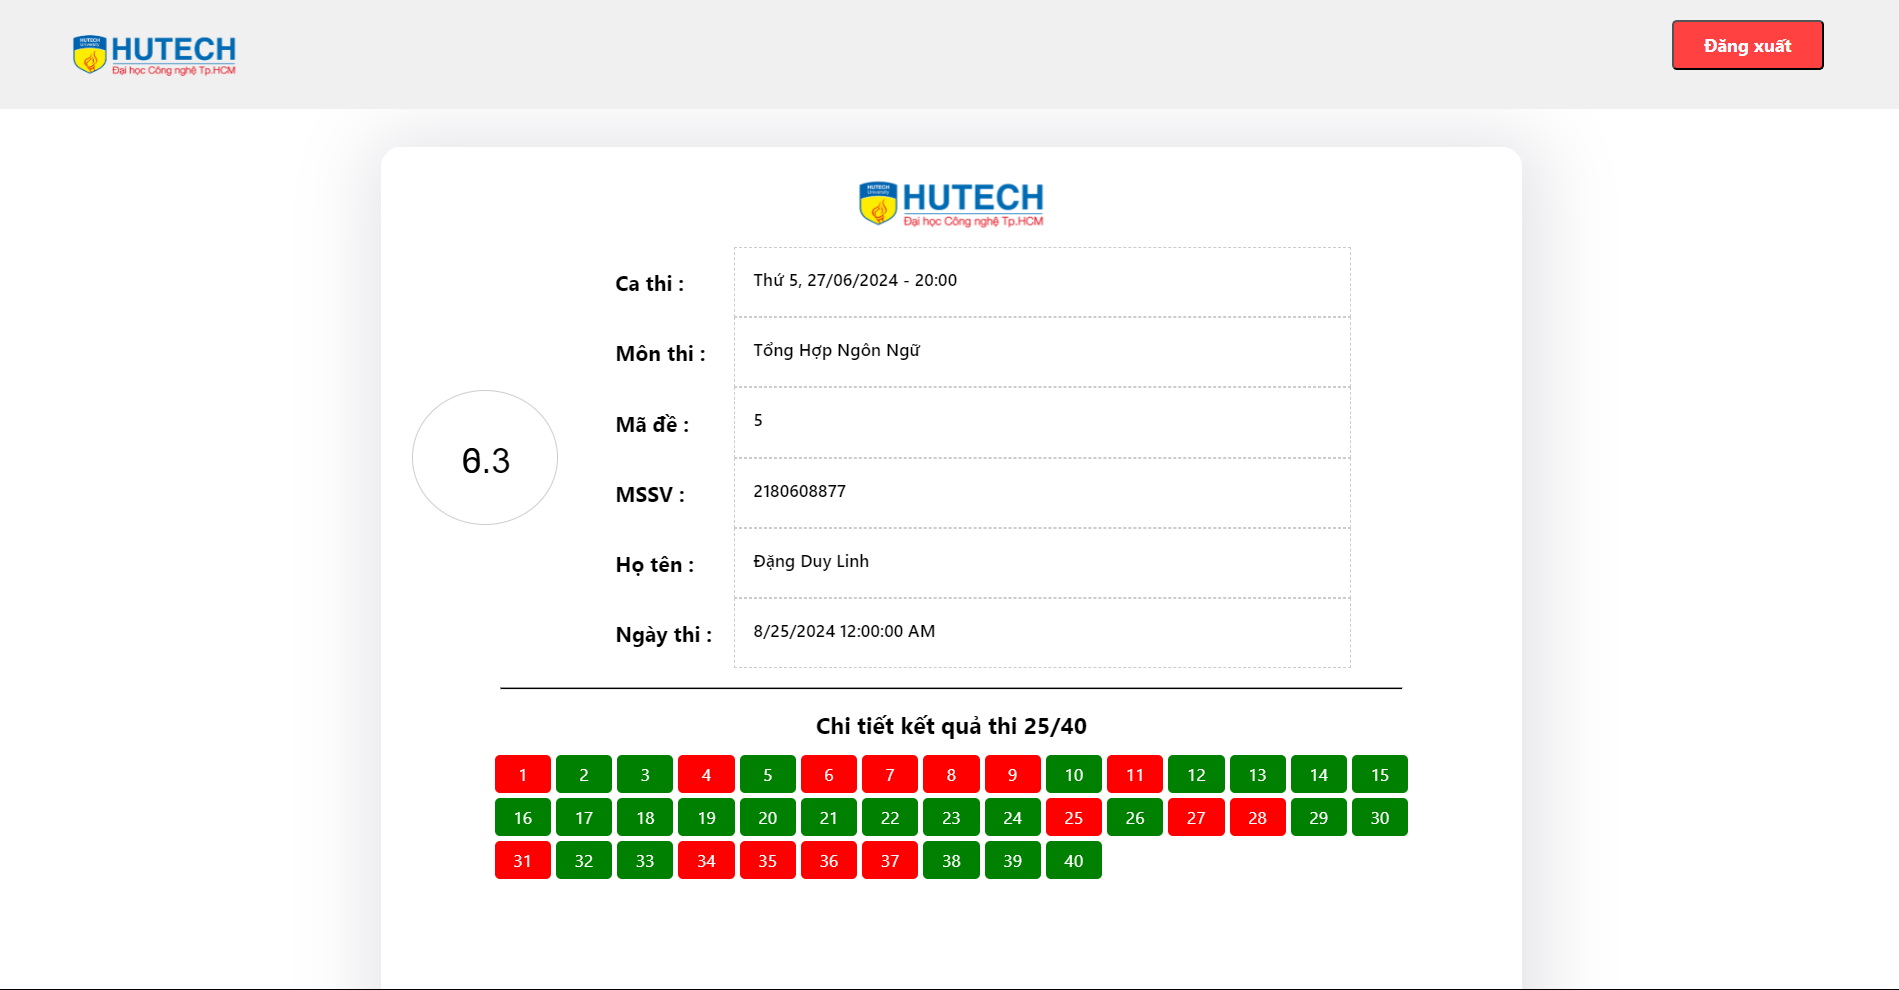 HUTECH
University
HUTECH
Đại học Công nghệ Tp.HCM
Đăng xuất
HUTECH
University
HUTECH
Đại học Công nghệ Tp.HCM
Ca thi : Thứ 5, 27/06/2024 - 20:00
Môn thi : Tổng Hợp Ngôn Ngữ
Mã đề : 5
6.3
MSSV : 2180608877
Họ tên : Đặng Duy Linh
Ngày thi : 8/25/2024 12:00:00 AM
Chi tiết kết quả thi 25/40
1 2 3 4 5 6 7 8 9 10 11 12 13 14 15
16 17 18 19 20 21 22 23 24 25 26 27 28 29 30
31 32 33 34 35 36 37 38 39 40